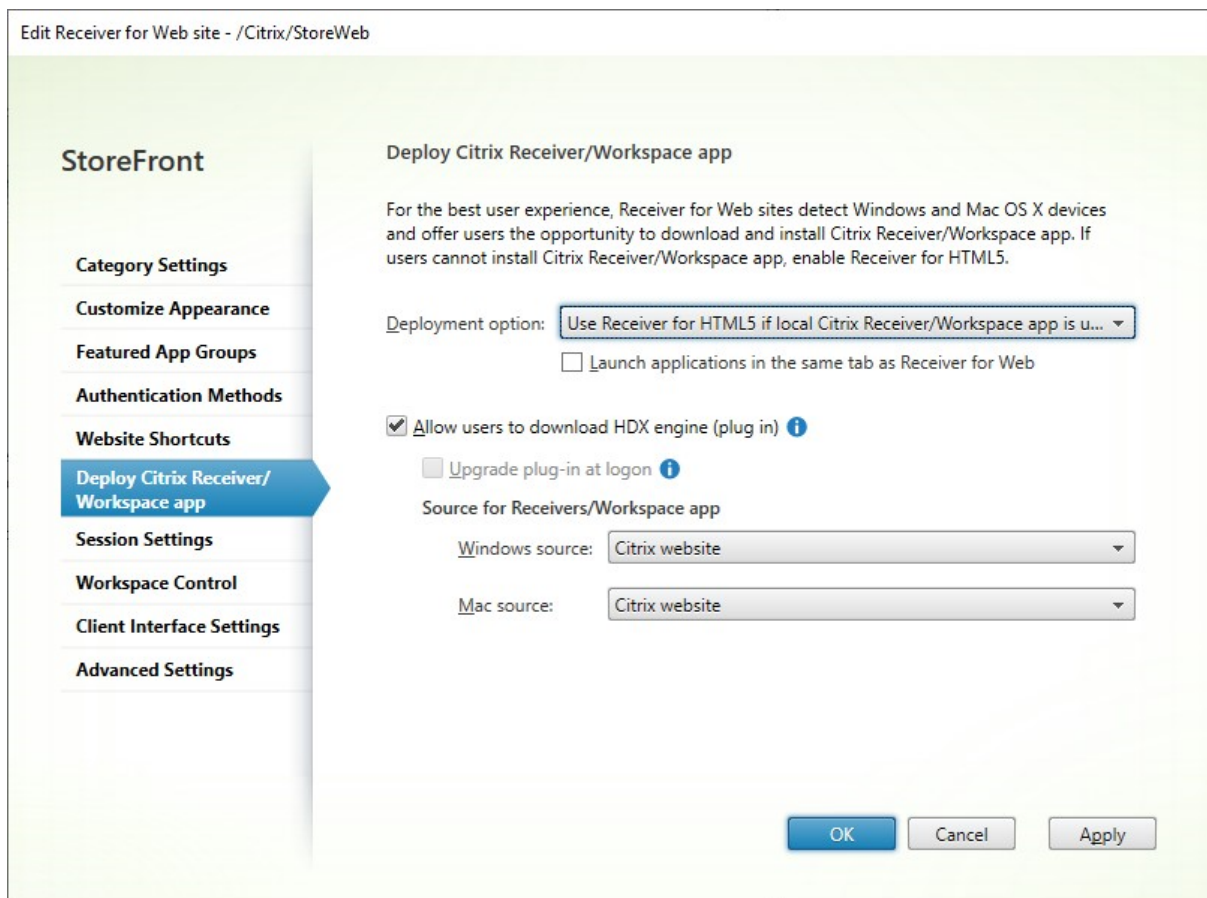 Edit Receiver for Web site - /Citrix/StoreWeb
StoreFront
Category Settings
Customize Appearance
Featured App Groups
Authentication Methods
Website Shortcuts
Deploy Citrix Receiver/
Workspace app
Session Settings
Workspace Control
Client Interface Settings
Advanced Settings
Deploy Citrix Receiver/Workspace app
For the best user experience, Receiver for Web sites detect Windows and Mac OS X devices
and offer users the opportunity to download and install Citrix Receiver/Workspace app. If
users cannot install Citrix Receiver/Workspace app, enable Receiver for HTML5.
Deployment option: Use Receiver for HTML5 if local Citrix Receiver/Workspace app is u...
Launch applications in the same tab as Receiver for Web
Allow users to download HDX engine (plug in)
Upgrade plug-in at logon
Source for Receivers/Workspace app
Windows source: Citrix website
Mac source: Citrix website
OK Cancel Apply